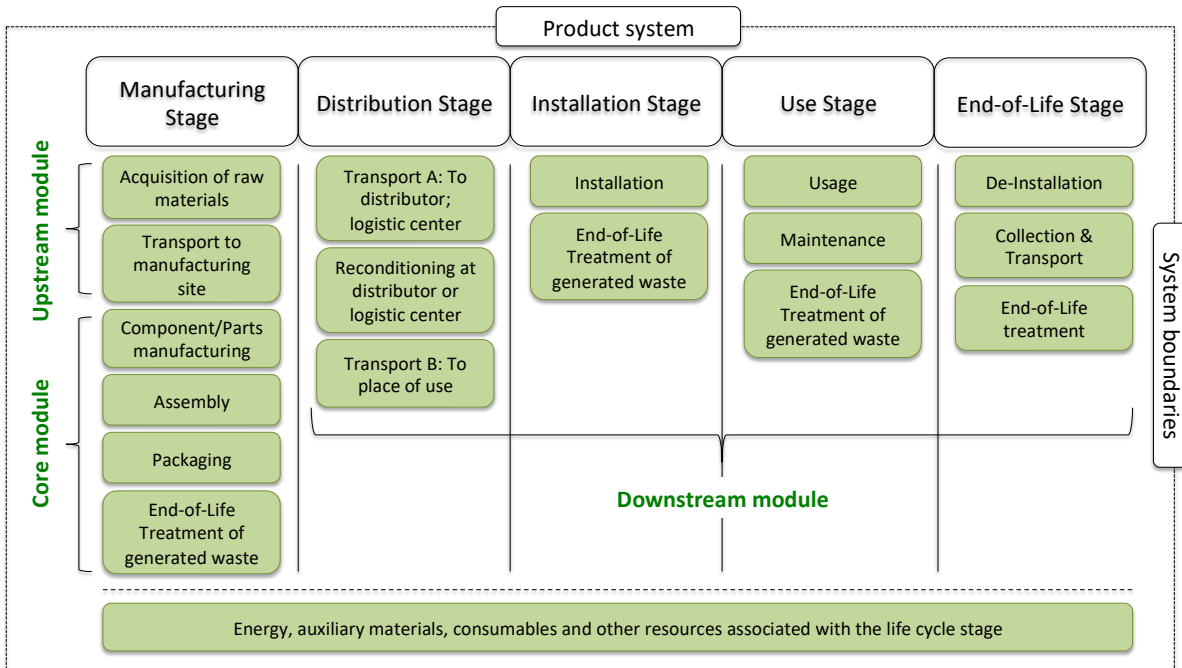 Product system
Manufacturing
Stage
Distribution Stage
Installation Stage
Use Stage
End-of-Life Stage
Upstream module
Core module
Acquisition of raw
materials
Transport to
manufacturing
site
Component/Parts
manufacturing
Assembly
Packaging
End-of-Life
Treatment of
generated waste
Transport A: To
distributor;
logistic center
Reconditioning at
distributor or
logistic center
Transport B: To
place of use
Installation
End-of-Life
Treatment of
generated waste
Usage
Maintenance
End-of-Life
Treatment of
generated waste
De-Installation
Collection &
Transport
End-of-Life
treatment
System boundaries
Downstream module
Energy, auxiliary materials, consumables and other resources associated with the life cycle stage